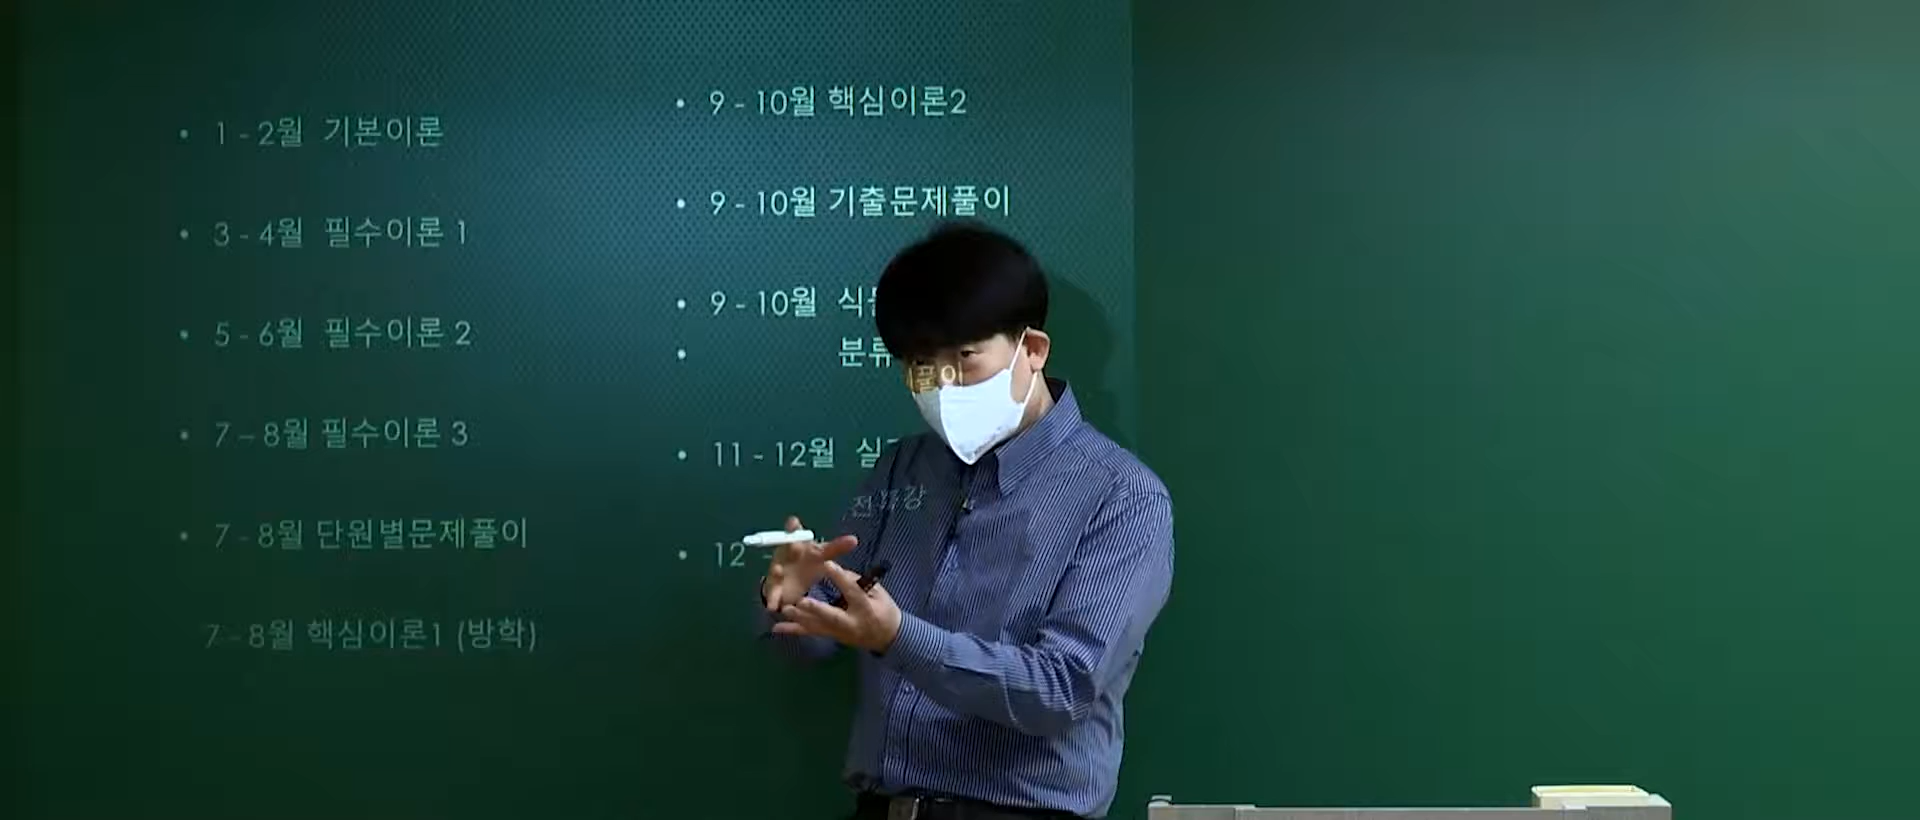 • 1 - 2월 기본이론
• 3 - 4월 필수이론 1
• 5 - 6월 필수이론 2
• 7 – 8월 필수이론 3
• 7 - 8월 단원별문제풀이
7 - 8월 핵심이론1 (방학)
• 9 - 10월 핵심이론2
• 9 - 10월 기출문제풀이
• 9 - 10월
• 분류 풀이
• 11 - 12월
• 12 -